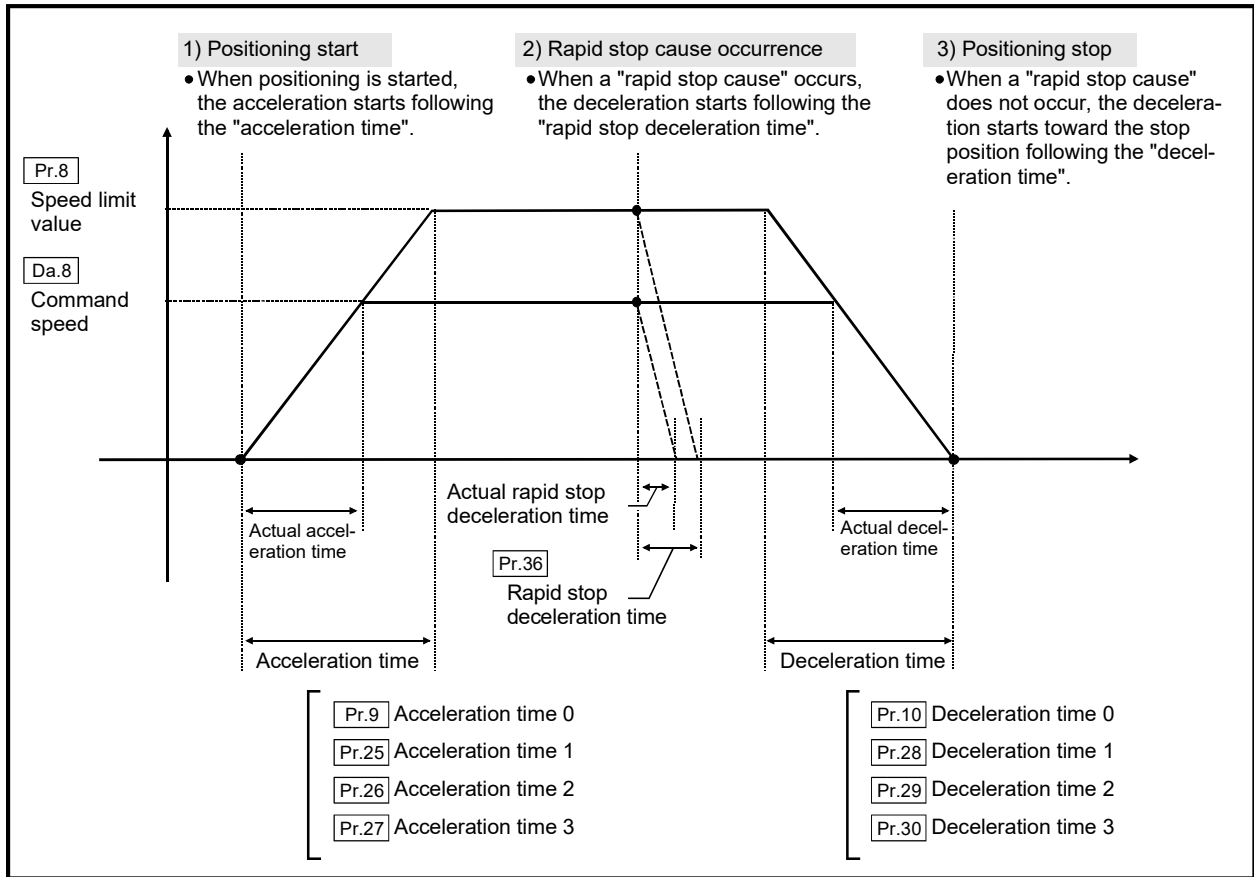 1) Positioning start
When positioning is started,
the acceleration starts following
the "acceleration time".
2) Rapid stop cause occurrence
When a "rapid stop cause" occurs,
the deceleration starts following the
"rapid stop deceleration time".
3) Positioning stop
When a "rapid stop cause"
does not occur, the decelera-
tion starts toward the stop
position following the "decel-
eration time".
Pr.8
Speed limit
value
Da.8
Command
speed
Actual accel-
eration time
Actual rapid stop
deceleration time
Actual decel-
eration time
Pr.36
Rapid stop
deceleration time
Acceleration time
Deceleration time
Pr.9 Acceleration time 0
Pr.25 Acceleration time 1
Pr.26 Acceleration time 2
Pr.27 Acceleration time 3
Pr.10 Deceleration time 0
Pr.28 Deceleration time 1
Pr.29 Deceleration time 2
Pr.30 Deceleration time 3